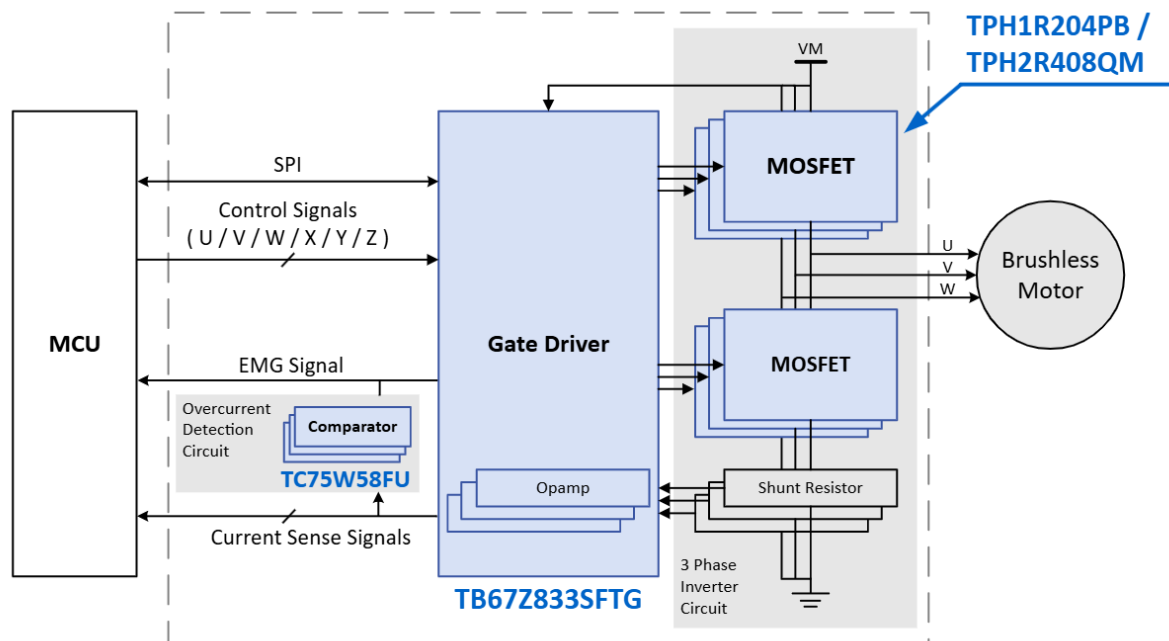 TPH1R204PB /
TPH2R408QM
VM
MCU
SPI
Control Signals
( U / V / W / X / Y / Z )
Gate Driver
MOSFET
U
V
W
Brushless
Motor
MOSFET
EMG Signal
Overcurrent
Detection
Circuit
Comparator
TC75W58FU
Current Sense Signals
Opamp
Shunt Resistor
3 Phase
Inverter
Circuit
TB67Z833SFTG